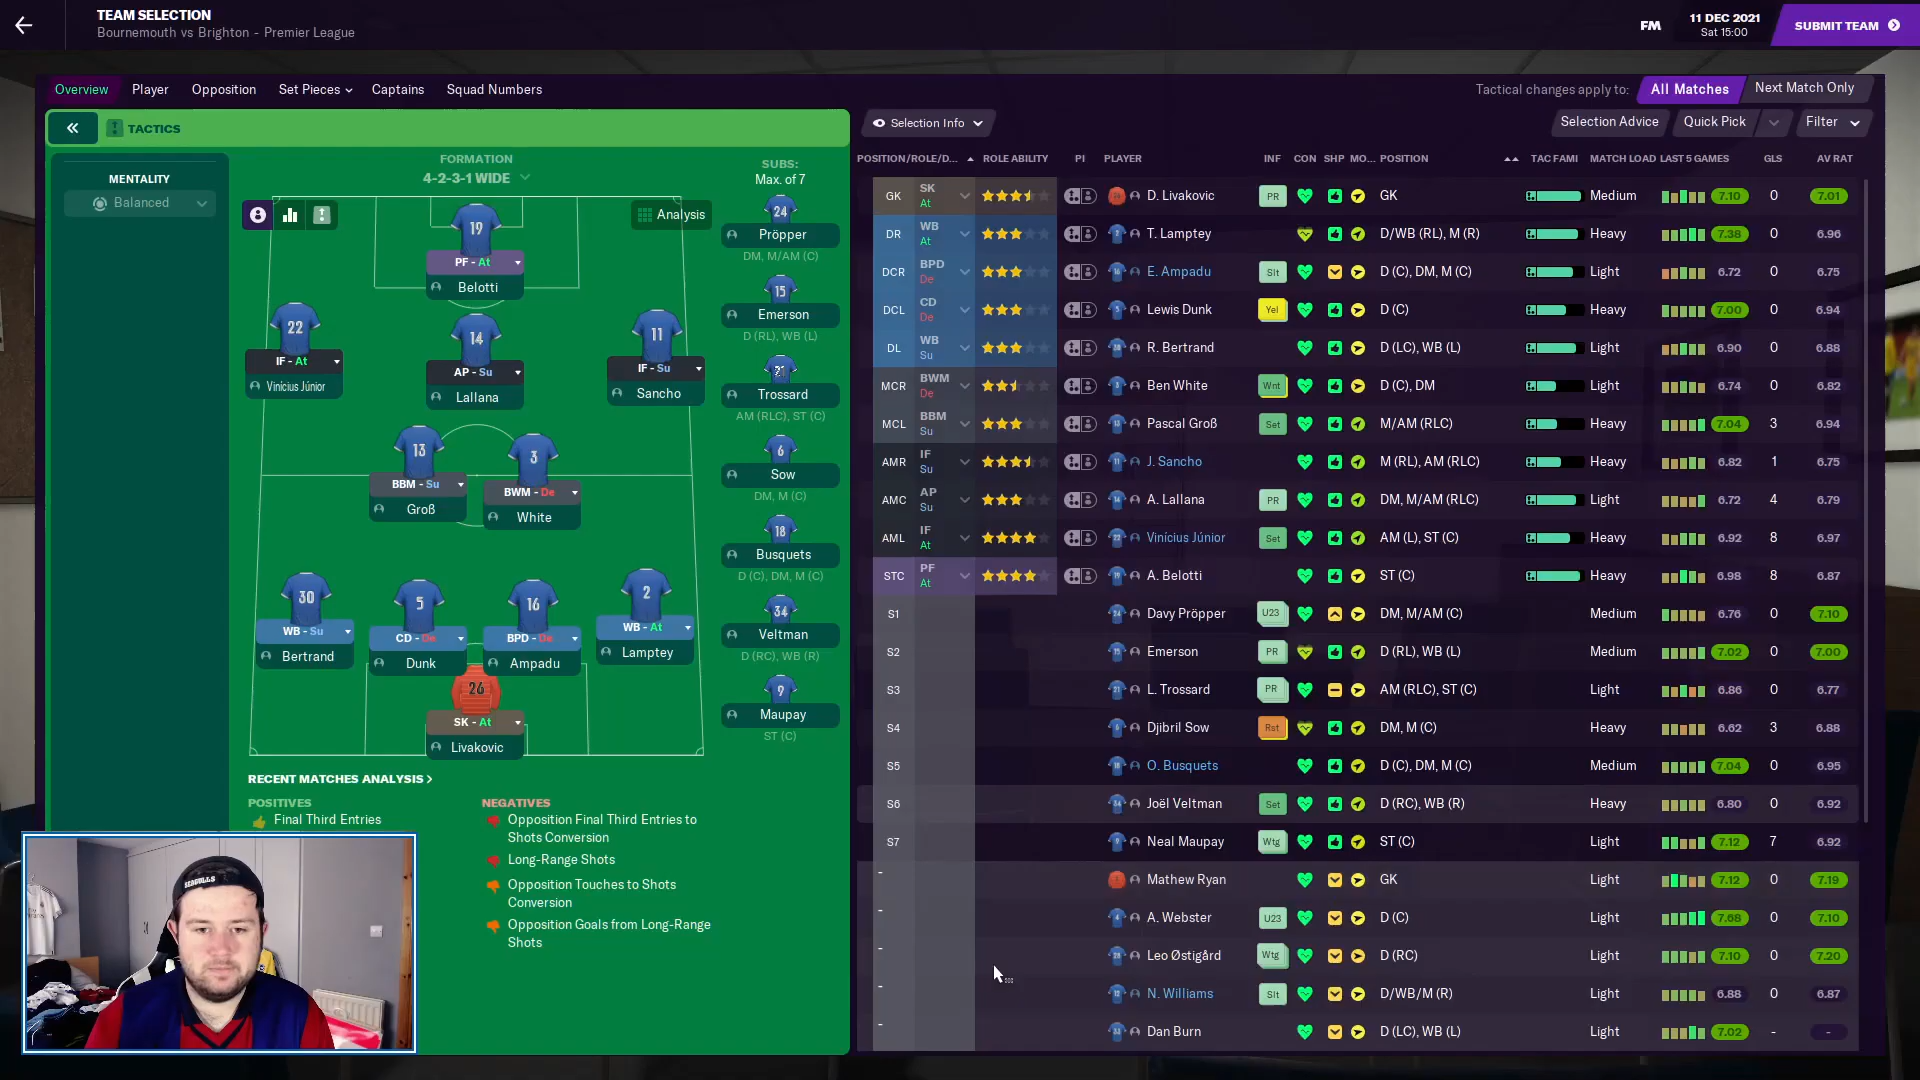 TEAM SELECTION
Bournemouth vs Brighton - Premier League
FM
11 DEC 2021
Sat 15:00
SUBMIT TEAM
Overview Player Opposition Set Pieces Captains Squad Numbers
Tactical changes apply to: All Matches Next Match Only
TACTICS
Selection Info
Selection Advice Quick Pick Filter
MENTALITY
Balanced
FORMATION
4-2-3-1 WIDE
Analysis
19
PF - At
Belotti
22
IF - At
Vinícius Júnior
14
AP - Su
Lallana
11
IF - Su
Sancho
13
BBM - Su
Groß
3
BWM - De
White
30
WB - Su
Bertrand
5
CD - De
Dunk
16
BPD - De
Ampadu
2
WB - At
Lamptey
26
SK - At
Livakovic
SUBS:
Max. of 7
24
Pröpper
DM, M/AM (C)
15
Emerson
D (RL), WB (L)
21
Trossard
AM (RLC), ST (C)
6
Sow
DM, M (C)
18
Busquets
D (C), DM, M (C)
34
Veltman
D (RC), WB (R)
9
Maupay
ST (C)
RECENT MATCHES ANALYSIS >
POSITIVES
Final Third Entries
NEGATIVES
Opposition Final Third Entries to
Shots Conversion
Long-Range Shots
Opposition Touches to Shots
Conversion
Opposition Goals from Long-Range
Shots
SEAGULLS
POSITION/ROLE/D... ROLE ABILITY PI PLAYER INF CON SHP MO... POSITION TAC FAMI MATCH LOAD LAST 5 GAMES GLS AV RAT
GK SK At D. Livakovic PR GK Medium 7.10 0 7.01
DR WB At T. Lamptey D/WB (RL), M (R) Heavy 7.38 0 6.96
DCR BPD De E. Ampadu Slt D (C), DM, M (C) Light 6.72 0 6.75
DCL CD De Lewis Dunk Yel D (C) Heavy 7.00 0 6.94
DL WB Su R. Bertrand D (LC), WB (L) Light 6.90 0 6.88
MCR BWM De Ben White Wnt D (C), DM Light 6.74 0 6.82
MCL BBM Su Pascal Groß Set M/AM (RLC) Heavy 7.04 3 6.94
AMR IF Su J. Sancho M (RL), AM (RLC) Heavy 6.82 1 6.75
AMC AP Su A. Lallana PR DM, M/AM (RLC) Light 6.72 4 6.79
AML IF At Vinícius Júnior Set AM (L), ST (C) Heavy 6.92 8 6.97
STC PF At A. Belotti ST (C) Heavy 6.98 8 6.87
S1 Davy Pröpper U23 DM, M/AM (C) Medium 6.76 0 7.10
S2 Emerson PR D (RL), WB (L) Medium 7.02 0 7.00
S3 L. Trossard PR AM (RLC), ST (C) Light 6.86 0 6.77
S4 Djibril Sow Rst DM, M (C) Heavy 6.62 3 6.88
S5 O. Busquets D (C), DM, M (C) Medium 7.04 0 6.95
S6 Joël Veltman Set D (RC), WB (R) Heavy 6.80 0 6.92
S7 Neal Maupay Wtg ST (C) Light 7.12 7 6.92
- Mathew Ryan GK Light 7.12 0 7.19
- A. Webster U23 D (C) Light 7.68 0 7.10
- Leo Østigård Wtg D (RC) Light 7.10 0 7.20
- N. Williams Slt D/WB/M (R) Light 6.88 0 6.87
- Dan Burn D (LC), WB (L) Light 7.02 - -